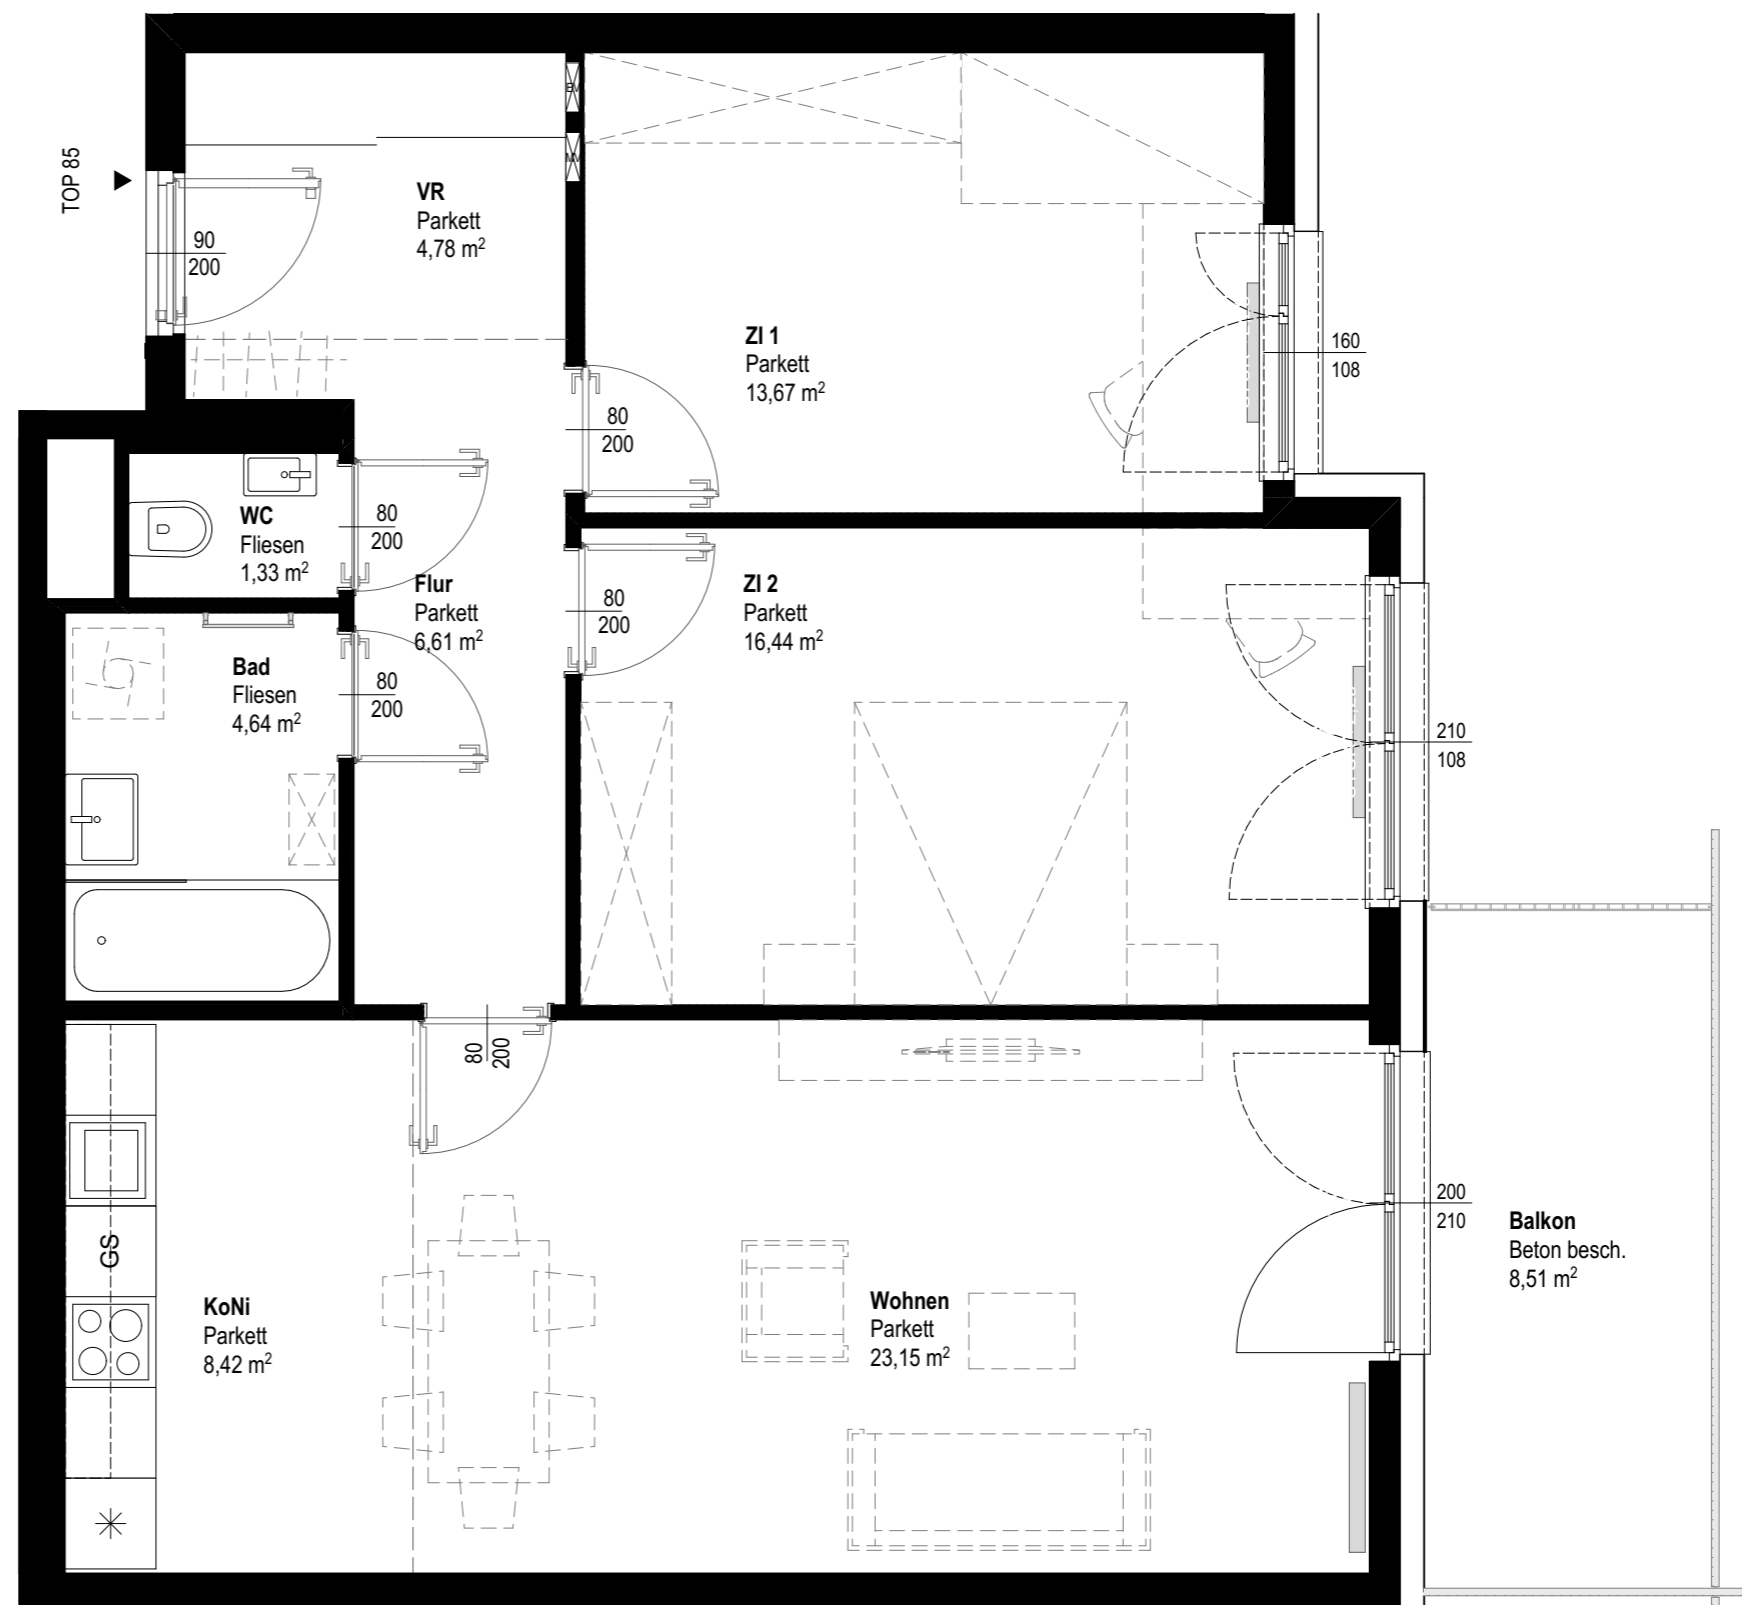 TOP 85
90
200
VR
Parkett
4,78 m²
ZI 1
Parkett
13,67 m²
160
108
80
200
WC
Fliesen
1,33 m²
80
200
Flur
Parkett
6,61 m²
80
200
ZI 2
Parkett
16,44 m²
Bad
Fliesen
4,64 m²
80
200
210
108
80
200
GS
KoNi
Parkett
8,42 m²
Wohnen
Parkett
23,15 m²
200
210
Balkon
Beton besch.
8,51 m²